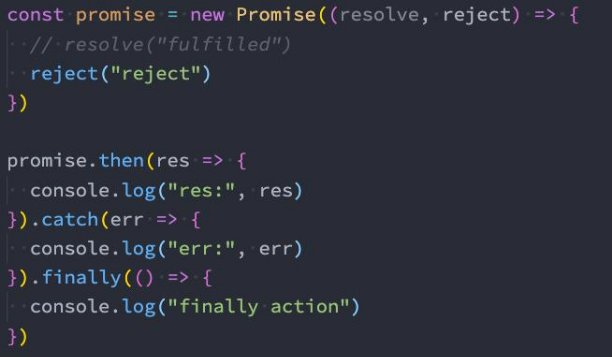 const promise = new Promise((resolve, reject) => {
  // resolve("fulfilled")
  reject("reject")
})

promise.then(res => {
  console.log("res:", res)
}).catch(err => {
  console.log("err:", err)
}).finally(() => {
  console.log("finally action")
})